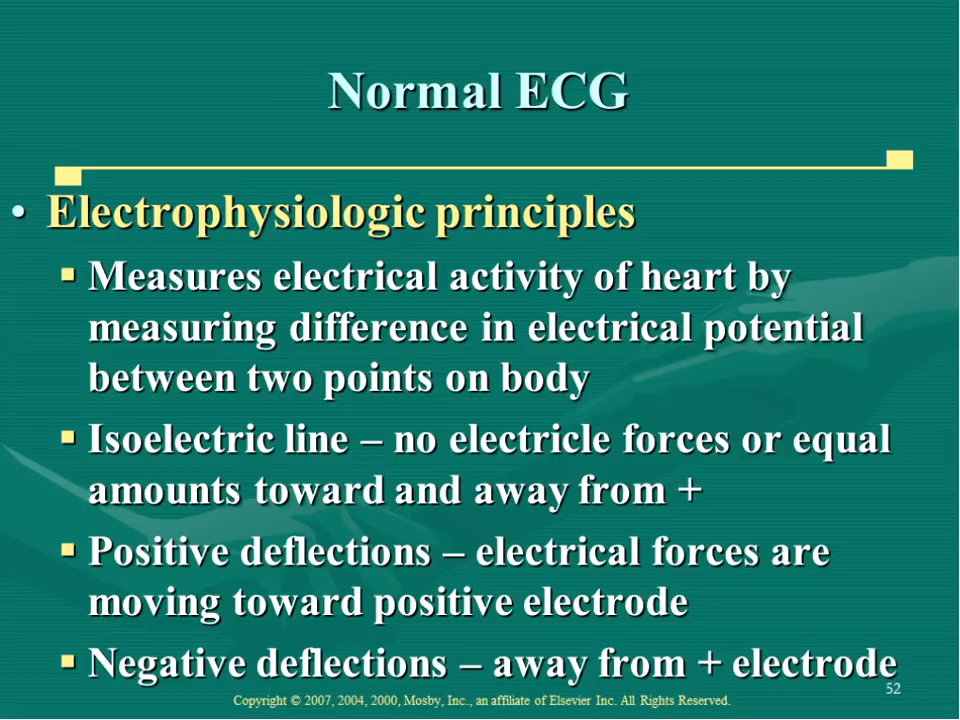 Normal ECG
• Electrophysiologic principles
▪ Measures electrical activity of heart by
measuring difference in electrical potential
between two points on body
▪ Isoelectric line – no electricle forces or equal
amounts toward and away from +
▪ Positive deflections – electrical forces are
moving toward positive electrode
▪ Negative deflections – away from + electrode
52
Copyright © 2007, 2004, 2000, Mosby, Inc., an affiliate of Elsevier Inc. All Rights Reserved.